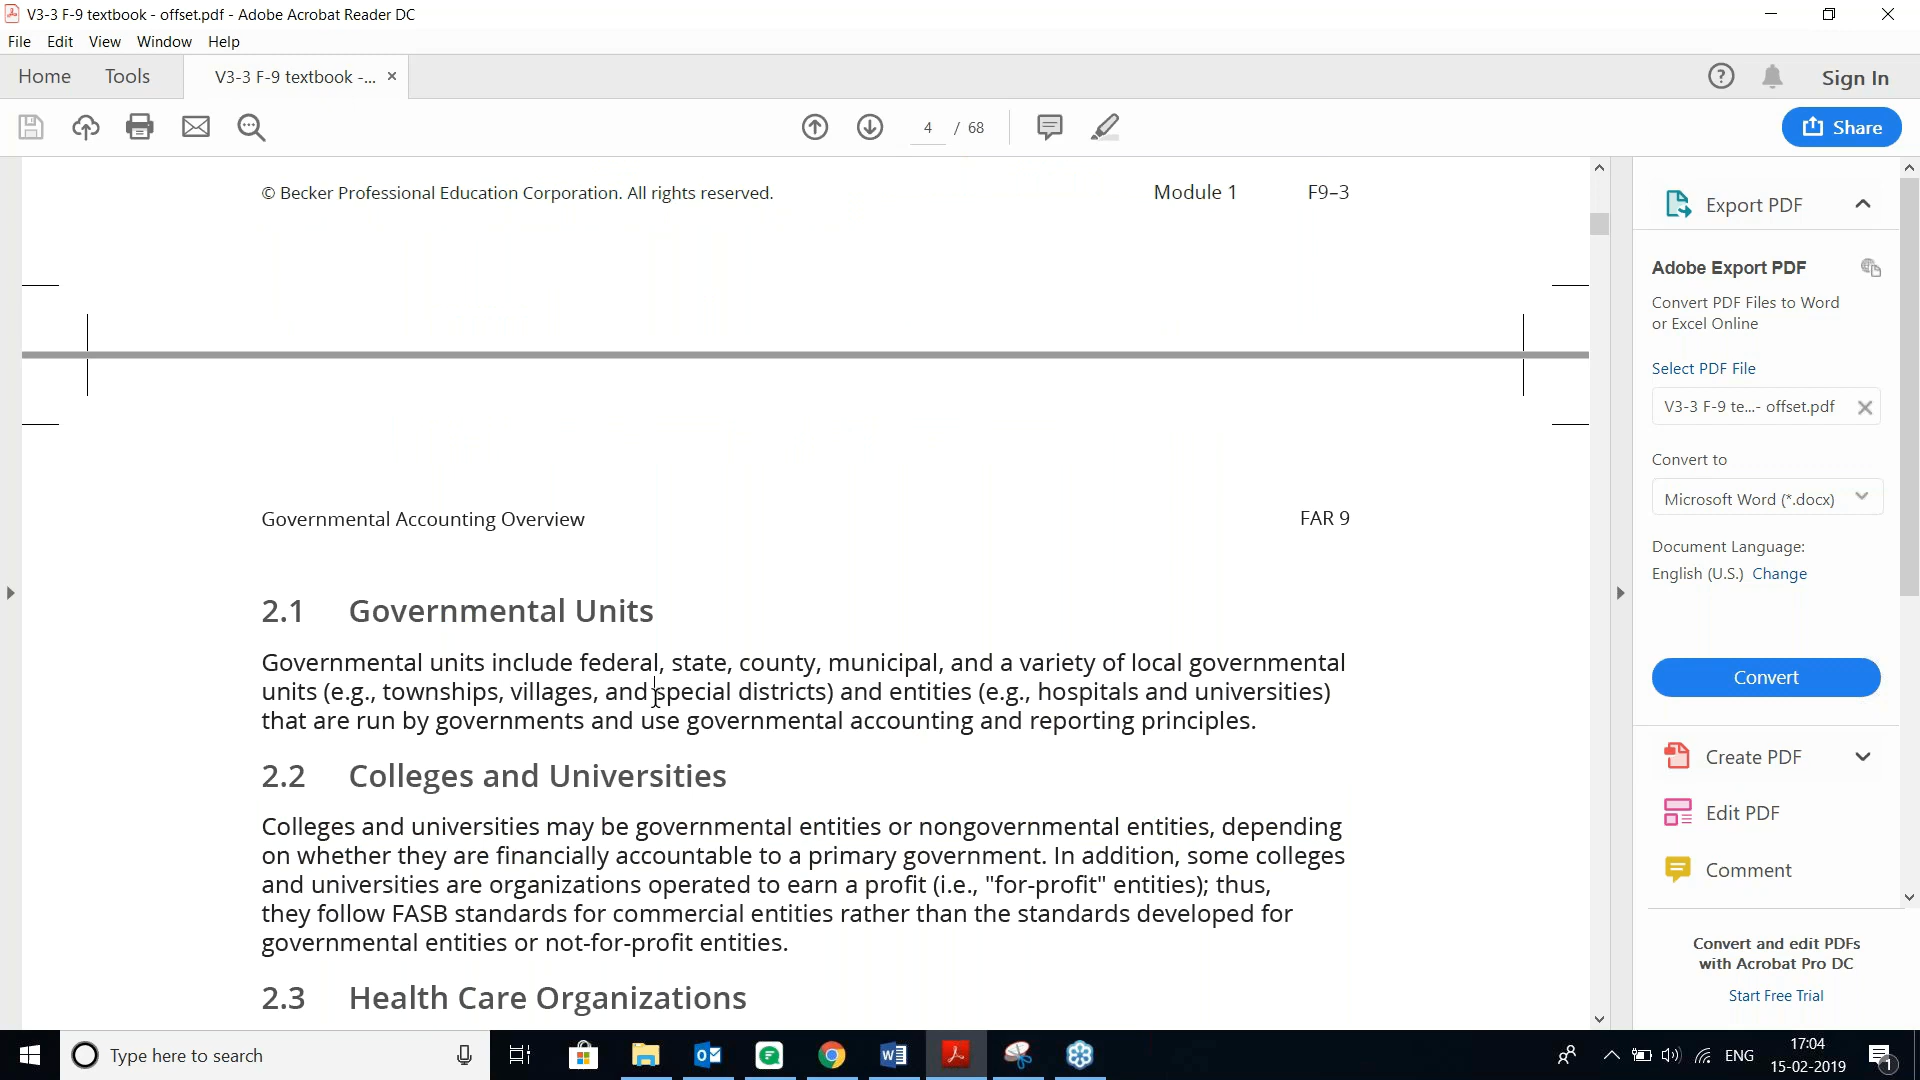 V3-3 F-9 textbook - offset.pdf - Adobe Acrobat Reader DC
File Edit View Window Help
Home Tools V3-3 F-9 textbook -... × Sign In
4 / 68 Share
© Becker Professional Education Corporation. All rights reserved. Module 1 F9–3
Governmental Accounting Overview FAR 9
2.1 Governmental Units
Governmental units include federal, state, county, municipal, and a variety of local governmental
units (e.g., townships, villages, and special districts) and entities (e.g., hospitals and universities)
that are run by governments and use governmental accounting and reporting principles.
2.2 Colleges and Universities
Colleges and universities may be governmental entities or nongovernmental entities, depending
on whether they are financially accountable to a primary government. In addition, some colleges
and universities are organizations operated to earn a profit (i.e., "for-profit" entities); thus,
they follow FASB standards for commercial entities rather than the standards developed for
governmental entities or not-for-profit entities.
2.3 Health Care Organizations
Export PDF
Adobe Export PDF
Convert PDF Files to Word
or Excel Online
Select PDF File
V3-3 F-9 te...- offset.pdf
Convert to
Microsoft Word (*.docx)
Document Language:
English (U.S.) Change
Convert
Create PDF
Edit PDF
Comment
Convert and edit PDFs
with Acrobat Pro DC
Start Free Trial
Type here to search
ENG
17:04
15-02-2019
1